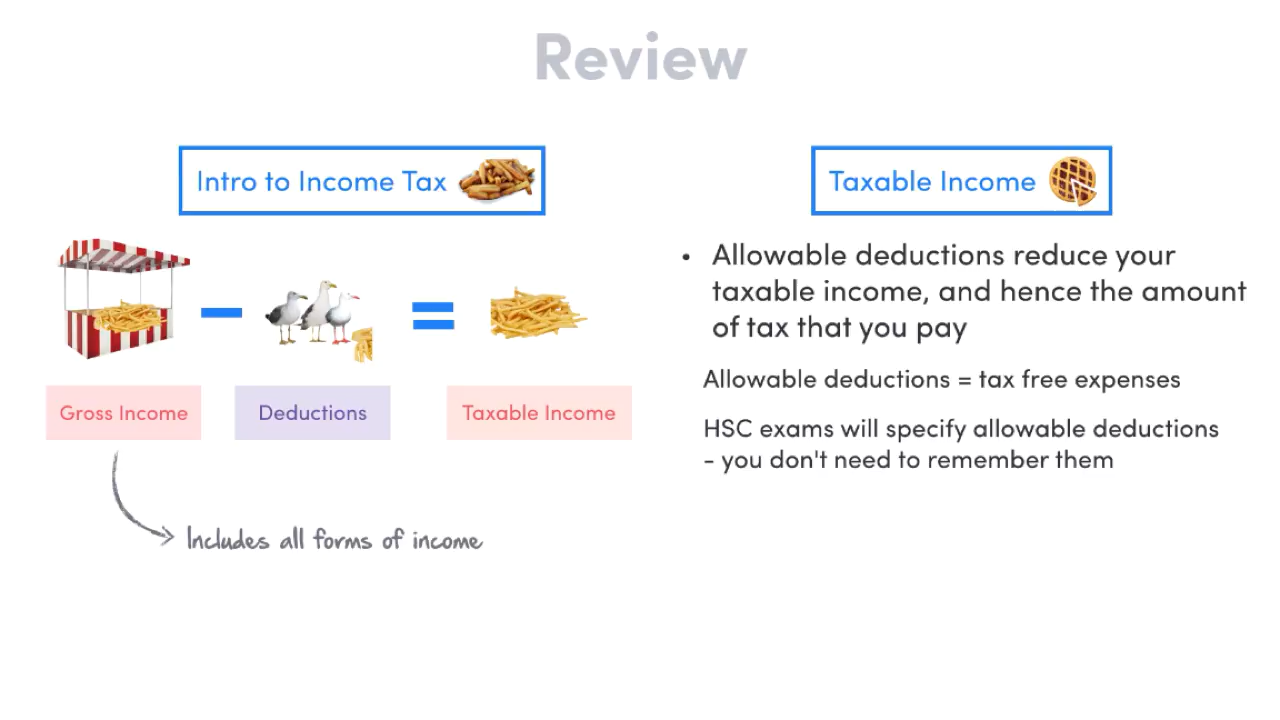 Review
Intro to Income Tax
Gross Income
Deductions
Taxable Income
Includes all forms of income
Taxable Income
• Allowable deductions reduce your
taxable income, and hence the amount
of tax that you pay
Allowable deductions = tax free expenses
HSC exams will specify allowable deductions
- you don't need to remember them